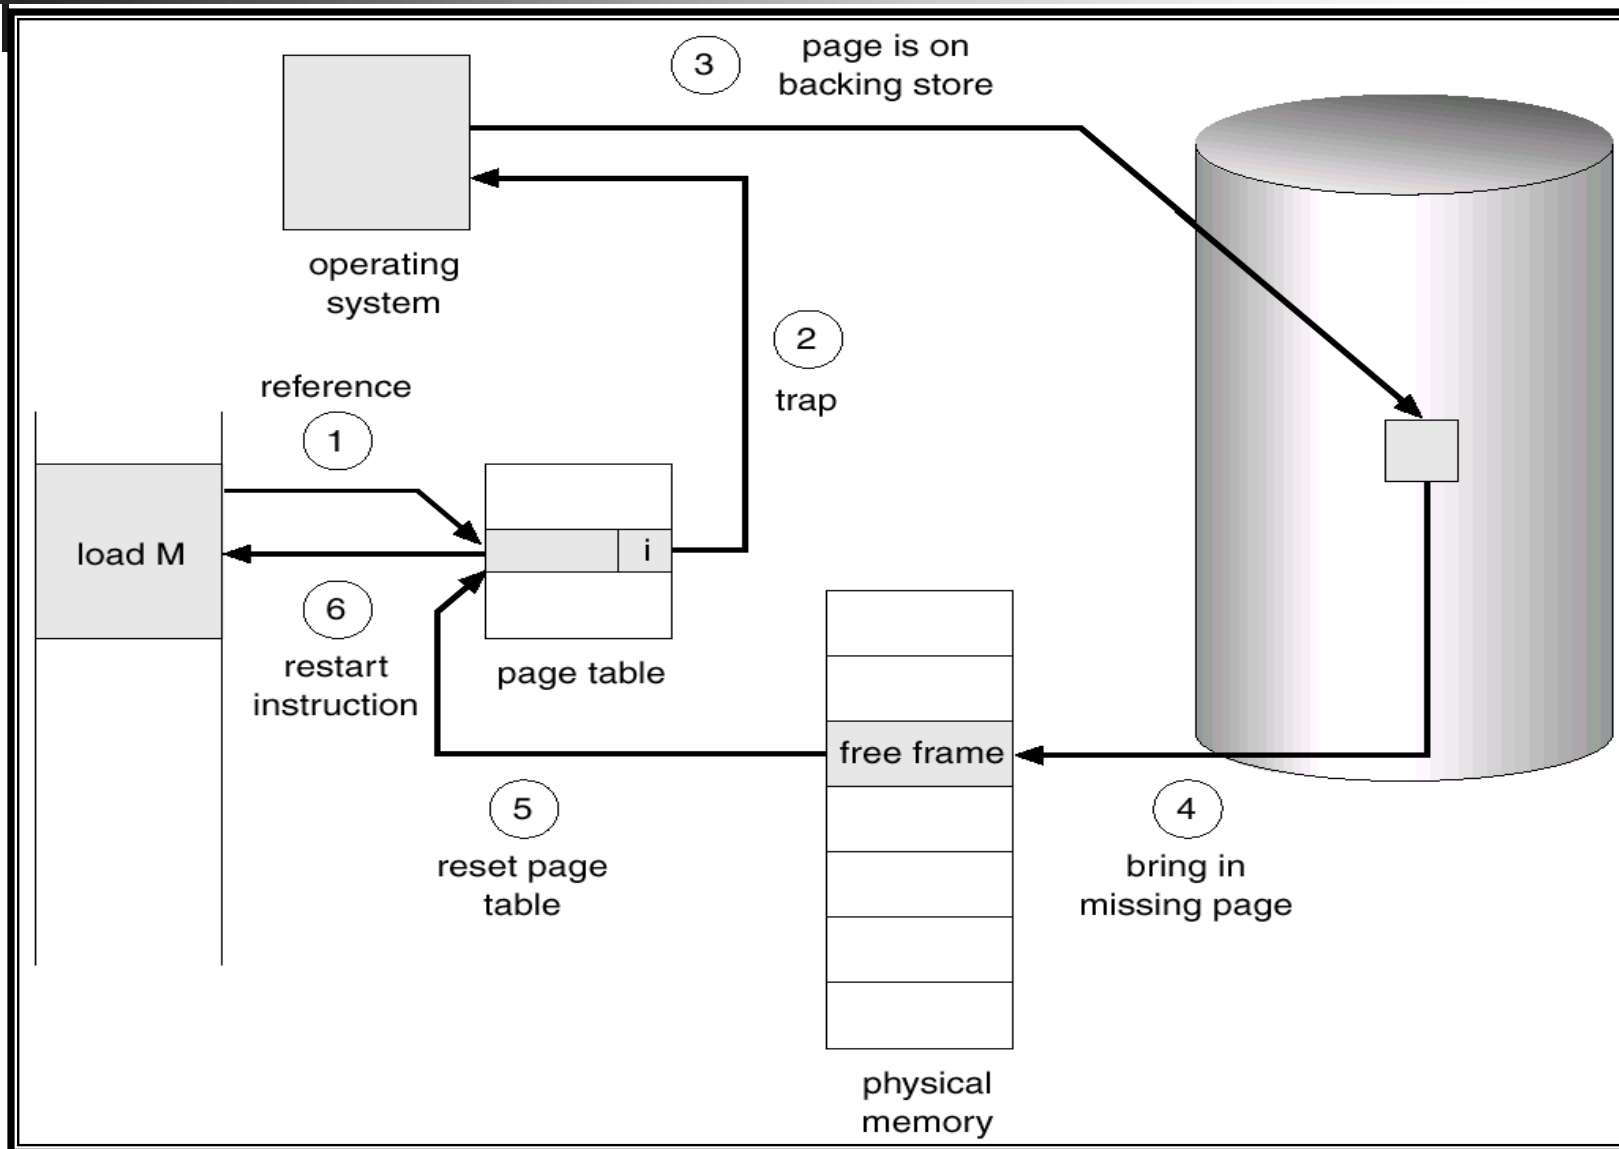 3
page is on
backing store
operating
system
2
trap
reference
1
load M
i
6
restart
instruction
page table
free frame
5
reset page
table
4
bring in
missing page
physical
memory